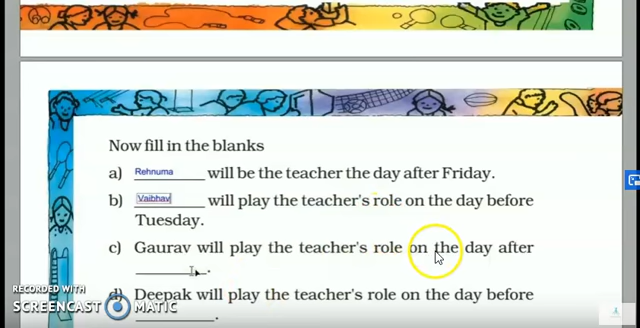 Now fill in the blanks
a) Rehnuma will be the teacher the day after Friday.
b) Vaibhav will play the teacher's role on the day before
Tuesday.
c) Gaurav will play the teacher's role on the day after
________.
RECORDED WITH
SCREENCAST MATIC
d) Deepak will play the teacher's role on the day before
________.